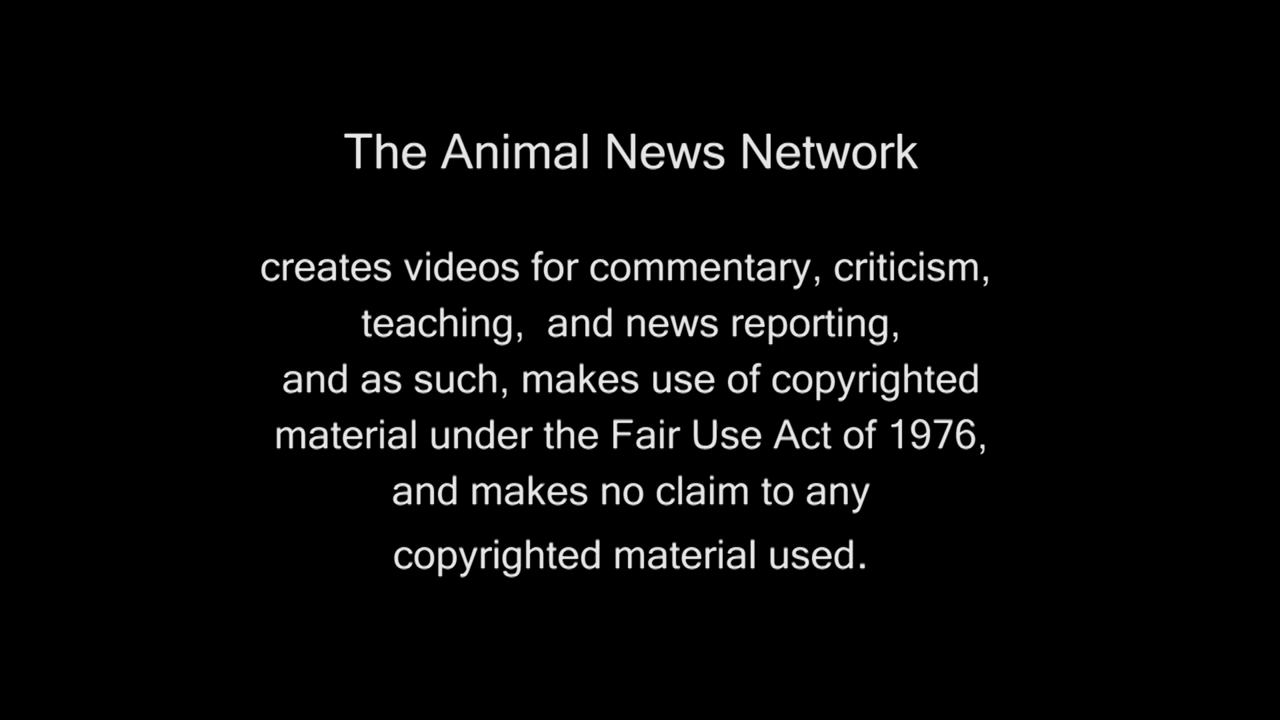 The Animal News Network
creates videos for commentary, criticism,
teaching,  and news reporting,
and as such, makes use of copyrighted
material under the Fair Use Act of 1976,
and makes no claim to any
copyrighted material used.